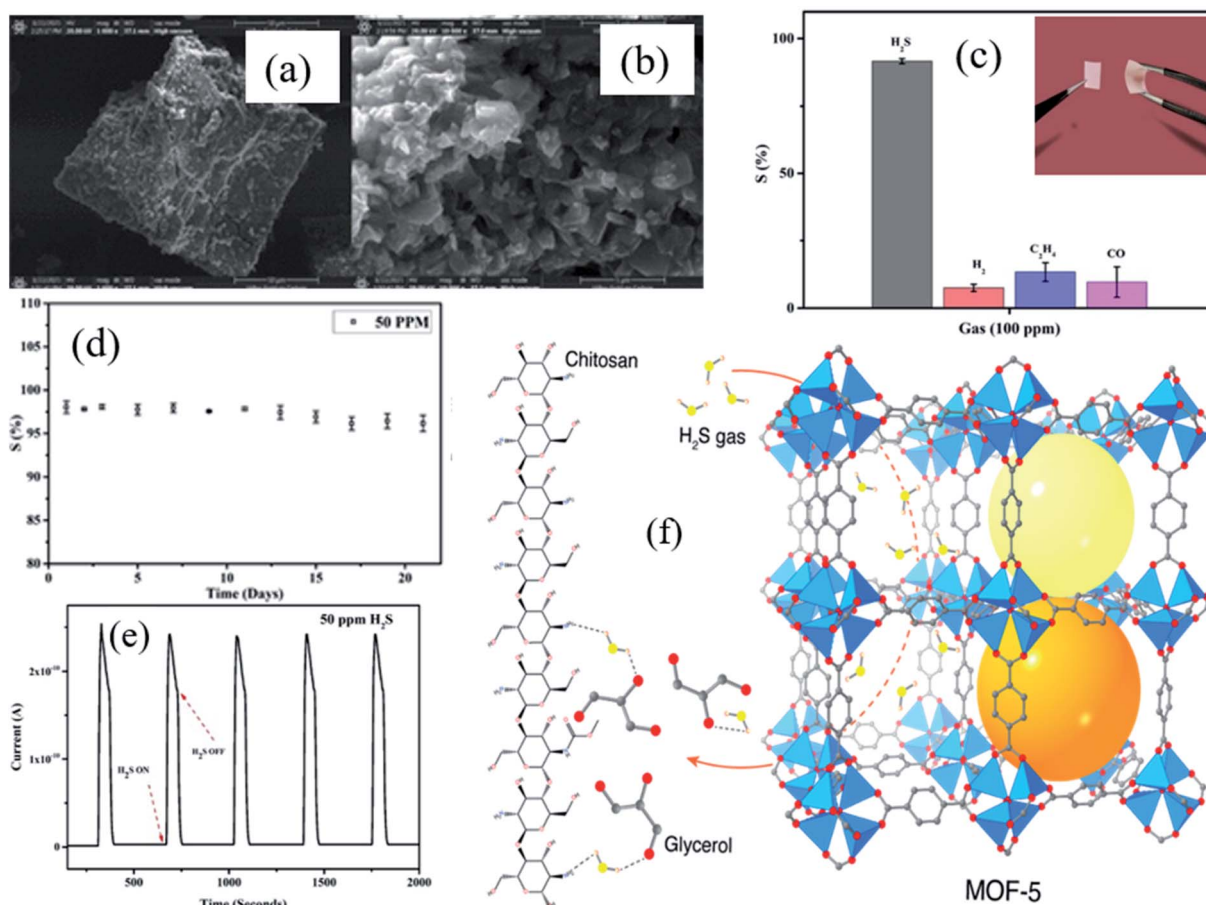 (a)
(b)
(c)
100
50
0
S (%)
H₂S
H₂
C₂H₄
CO
Gas (100 ppm)
(d)
50 PPM
110
105
100
95
90
85
80
S (%)
0
5
10
15
20
Time (Days)
(e)
50 ppm H₂S
2x10⁻¹⁰
1x10⁻¹⁰
0
Current (A)
H₂S ON
H₂S OFF
500
1000
1500
2000
Time (Seconds)
(f)
Chitosan
H₂S gas
Glycerol
MOF-5